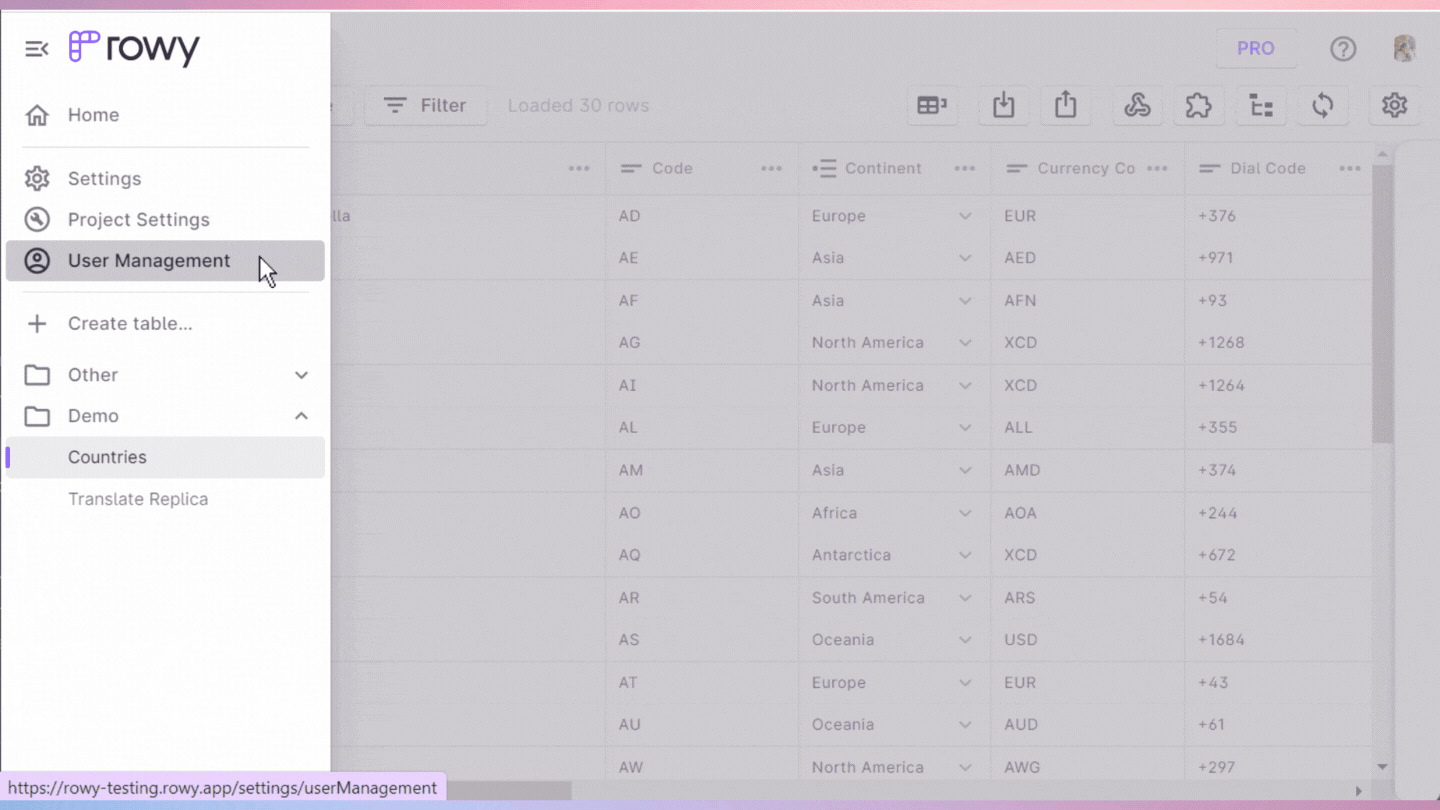 rowy
Home
Settings
Project Settings
User Management
Create table...
Other
Demo
Countries
Translate Replica
PRO
Filter
Loaded 30 rows
Code Continent Currency Co Dial Code
lla AD Europe EUR +376
AE Asia AED +971
AF Asia AFN +93
AG North America XCD +1268
AI North America XCD +1264
AL Europe ALL +355
AM Asia AMD +374
AO Africa AOA +244
AQ Antarctica XCD +672
AR South America ARS +54
AS Oceania USD +1684
AT Europe EUR +43
AU Oceania AUD +61
AW North America AWG +297
https://rowy-testing.rowy.app/settings/userManagement